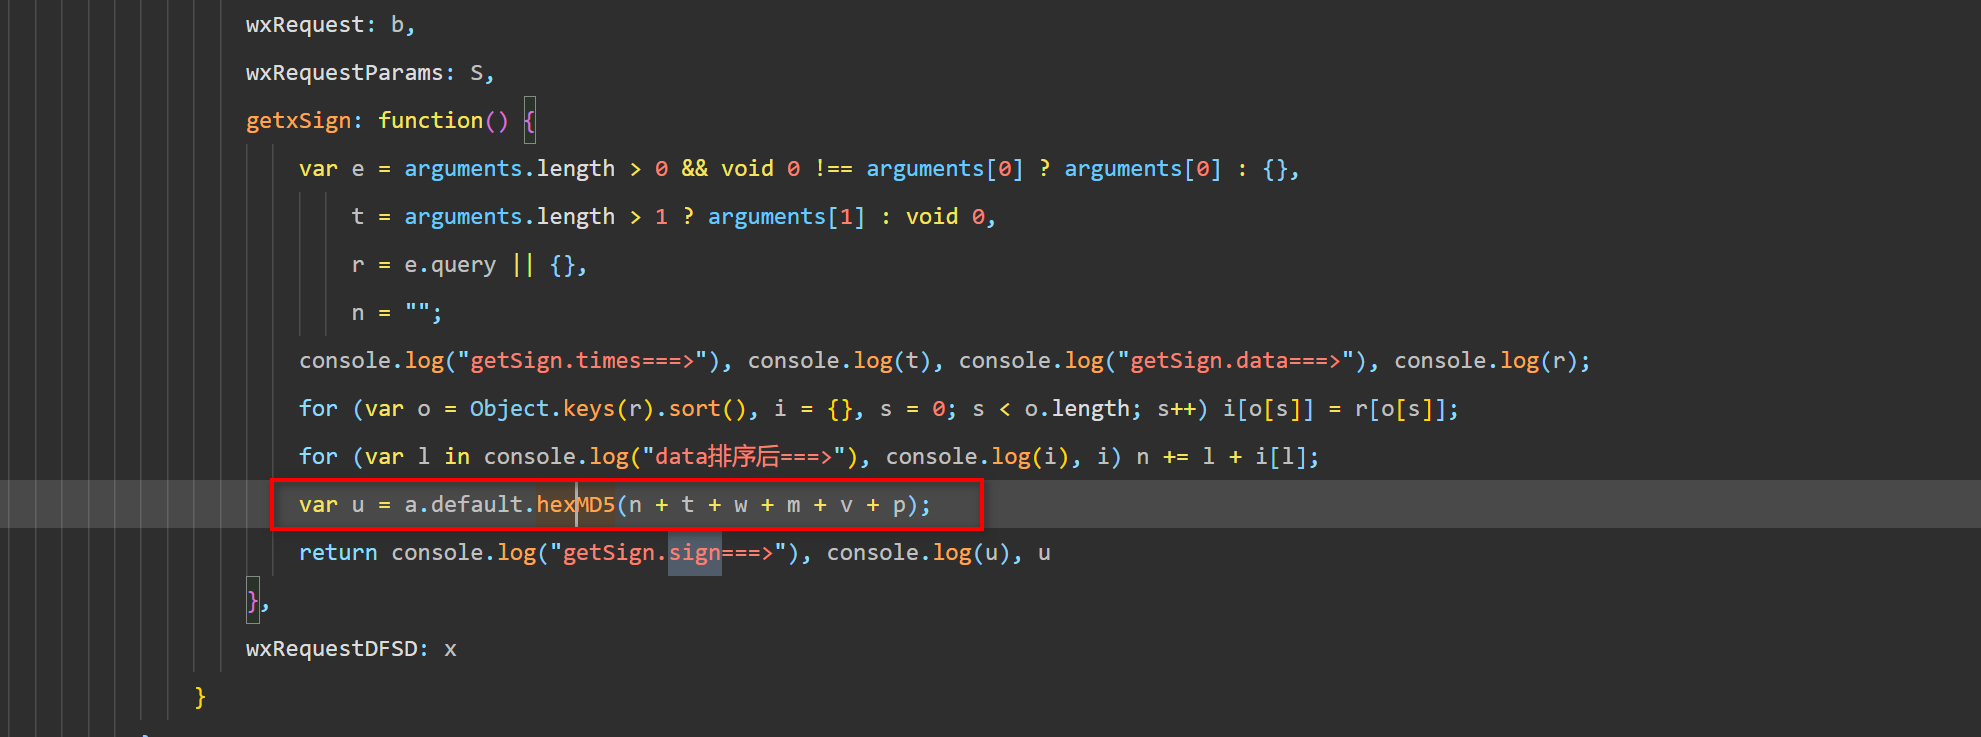 wxRequest: b,
wxRequestParams: S,
getxSign: function() {
var e = arguments.length > 0 && void 0 !== arguments[0] ? arguments[0] : {},
t = arguments.length > 1 ? arguments[1] : void 0,
r = e.query || {},
n = "";
console.log("getSign.times===>"), console.log(t), console.log("getSign.data===>"), console.log(r);
for (var o = Object.keys(r).sort(), i = {}, s = 0; s < o.length; s++) i[o[s]] = r[o[s]];
for (var l in console.log("data排序后===>"), console.log(i), i) n += l + i[l];
var u = a.default.hexMD5(n + t + w + m + v + p);
return console.log("getSign.sign===>"), console.log(u), u
},
wxRequestDFSD: x
}